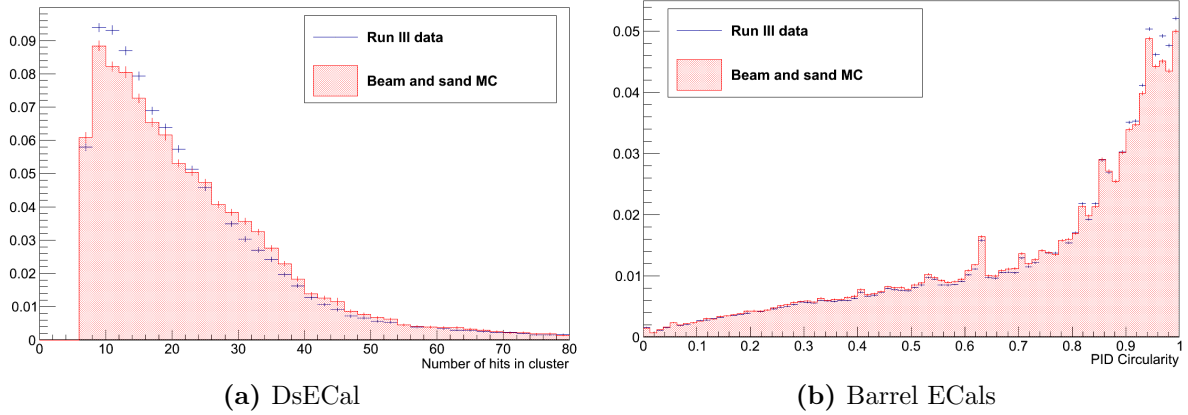 Run III data
Beam and sand MC
0.09
0.08
0.07
0.06
0.05
0.04
0.03
0.02
0.01
0
0 10 20 30 40 50 60 70 80
Number of hits in cluster
(a) DsECal
Run III data
Beam and sand MC
0.05
0.04
0.03
0.02
0.01
0
0 0.1 0.2 0.3 0.4 0.5 0.6 0.7 0.8 0.9 1
PID Circularity
(b) Barrel ECals